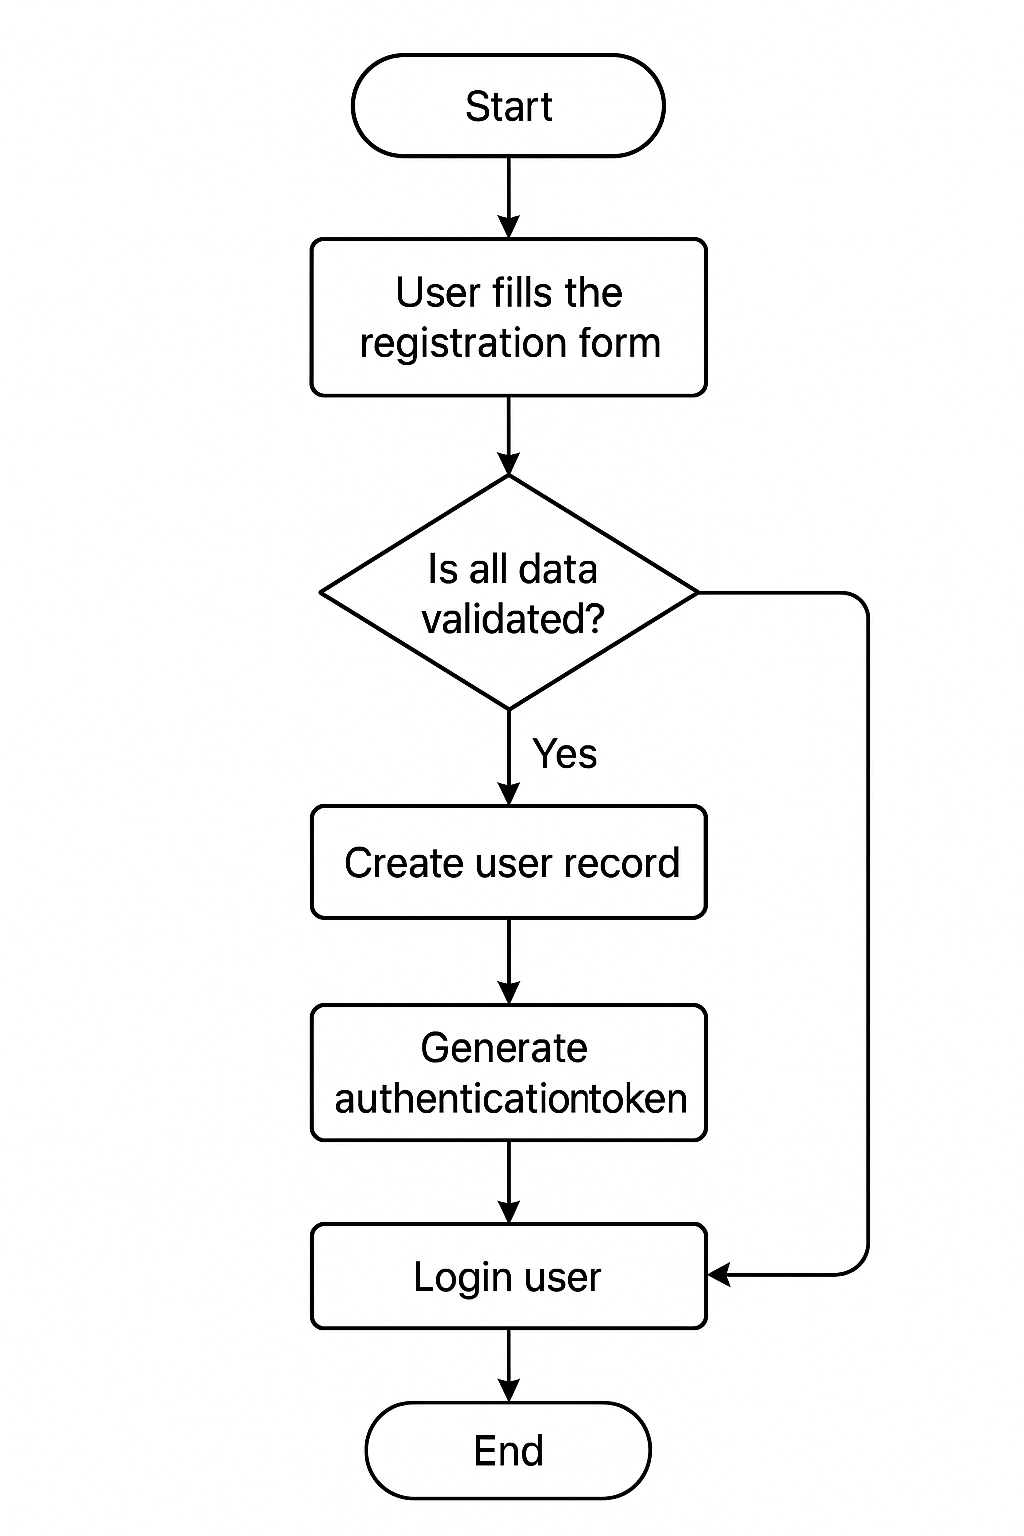 Start
User fills the
registration form
Is all data
validated?
Yes
Create user record
Generate
authenticationtoken
Login user
End